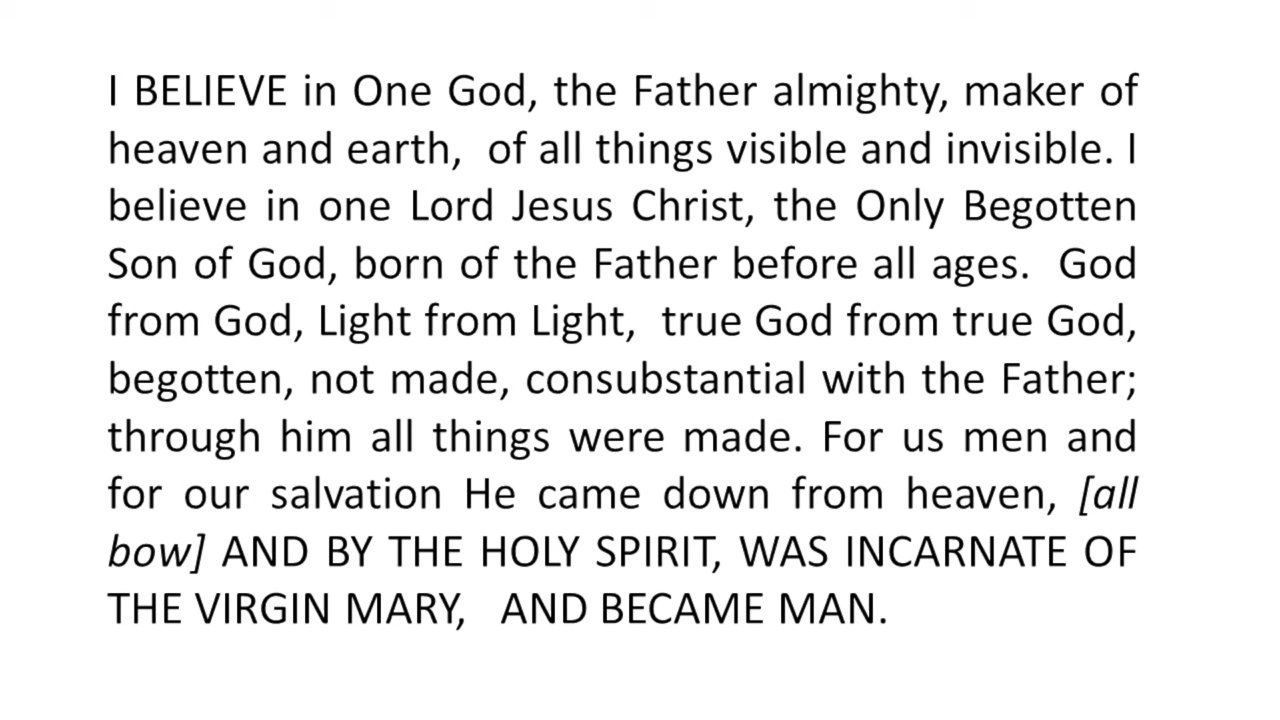 I BELIEVE in One God, the Father almighty, maker of
heaven and earth,  of all things visible and invisible. I
believe in one Lord Jesus Christ, the Only Begotten
Son of God, born of the Father before all ages.  God
from God, Light from Light,  true God from true God,
begotten, not made, consubstantial with the Father;
through him all things were made. For us men and
for our salvation He came down from heaven, [all
bow] AND BY THE HOLY SPIRIT, WAS INCARNATE OF
THE VIRGIN MARY,   AND BECAME MAN.